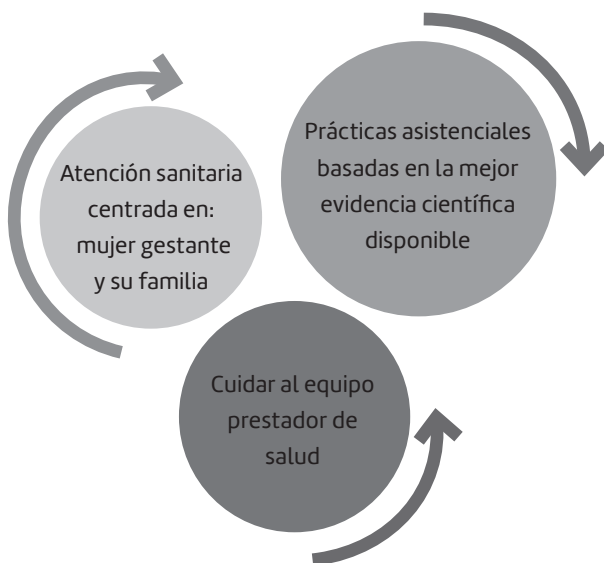 Atención sanitaria
centrada en:
mujer gestante
y su familia
Prácticas asistenciales
basadas en la mejor
evidencia científica
disponible
Cuidar al equipo
prestador de
salud